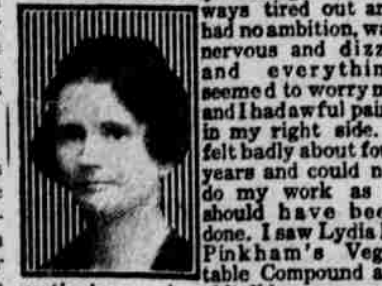 ways tired out an
had no ambition, wa
nervous and dizz
and everythin
seemed to worry m
and I had awful pai
in my right side. I
felt badly about fou
years and could n
do my work as I
should have bee
done. I saw Lydia E
Pinkham's Veg
table Compound a